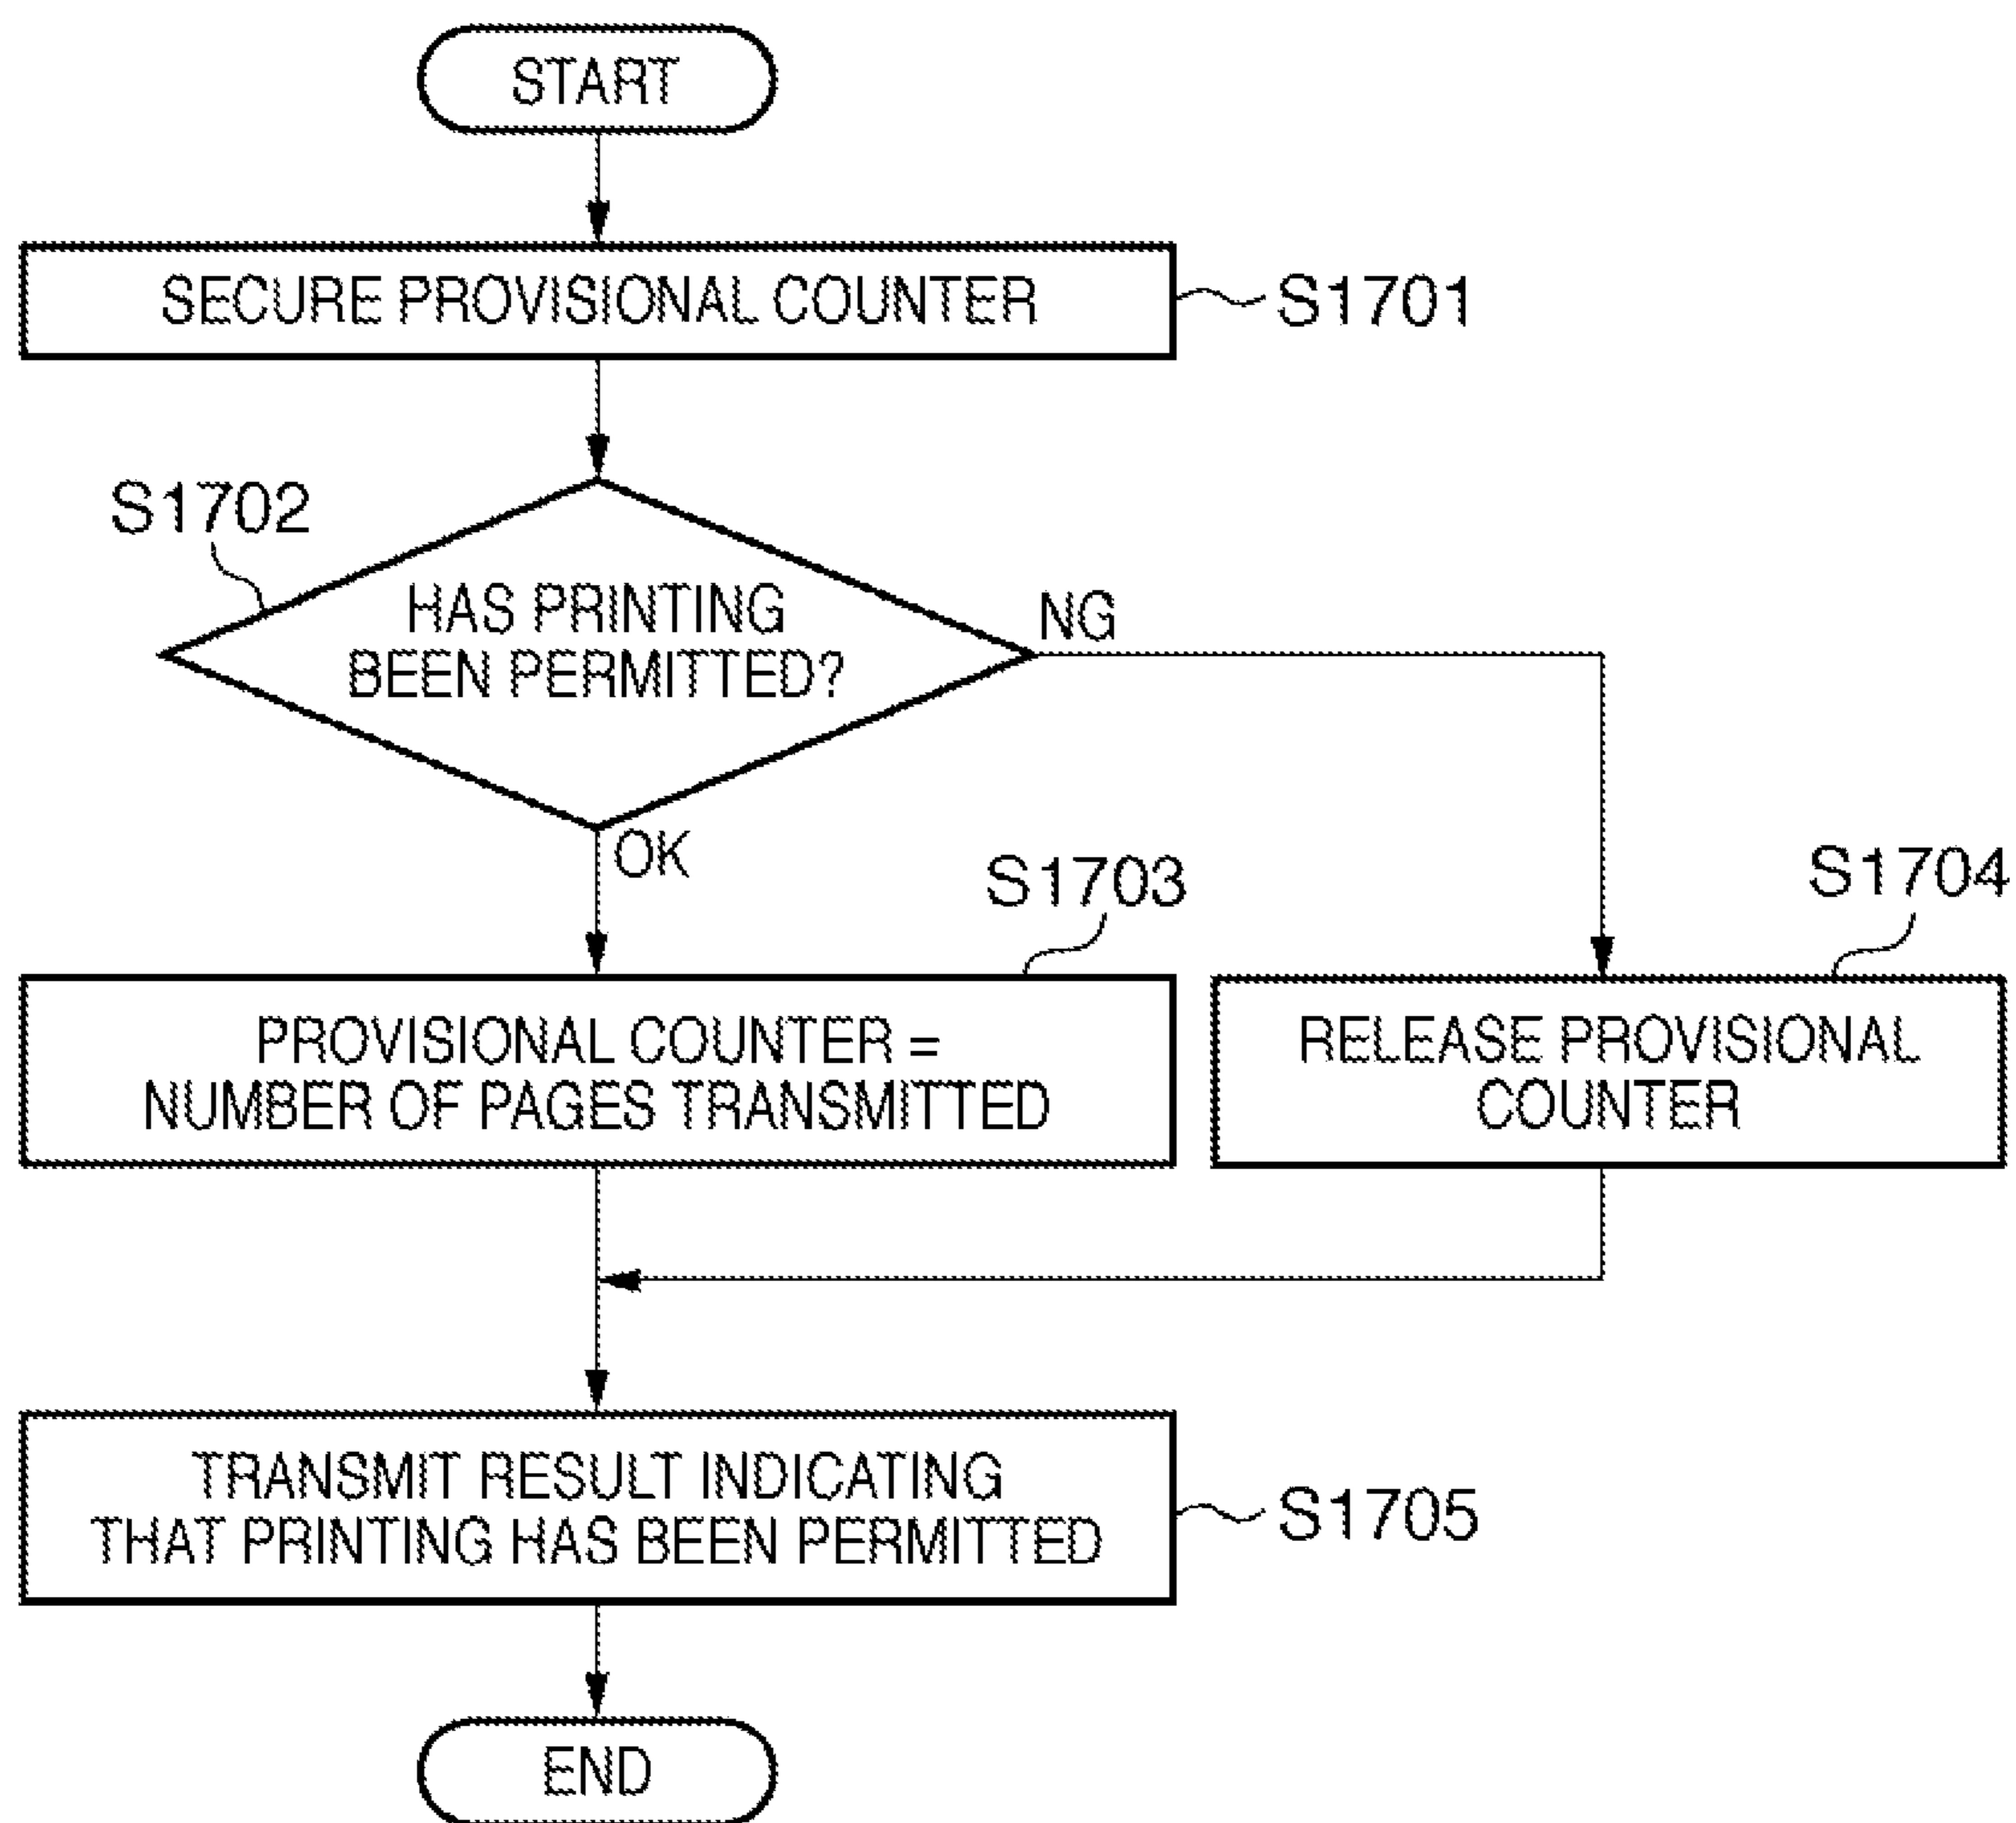 START
SECURE PROVISIONAL COUNTER
S1701
S1702
HAS PRINTING
BEEN PERMITTED?
NG
OK
S1703
S1704
PROVISIONAL COUNTER =
NUMBER OF PAGES TRANSMITTED
RELEASE PROVISIONAL
COUNTER
TRANSMIT RESULT INDICATING
THAT PRINTING HAS BEEN PERMITTED
S1705
END